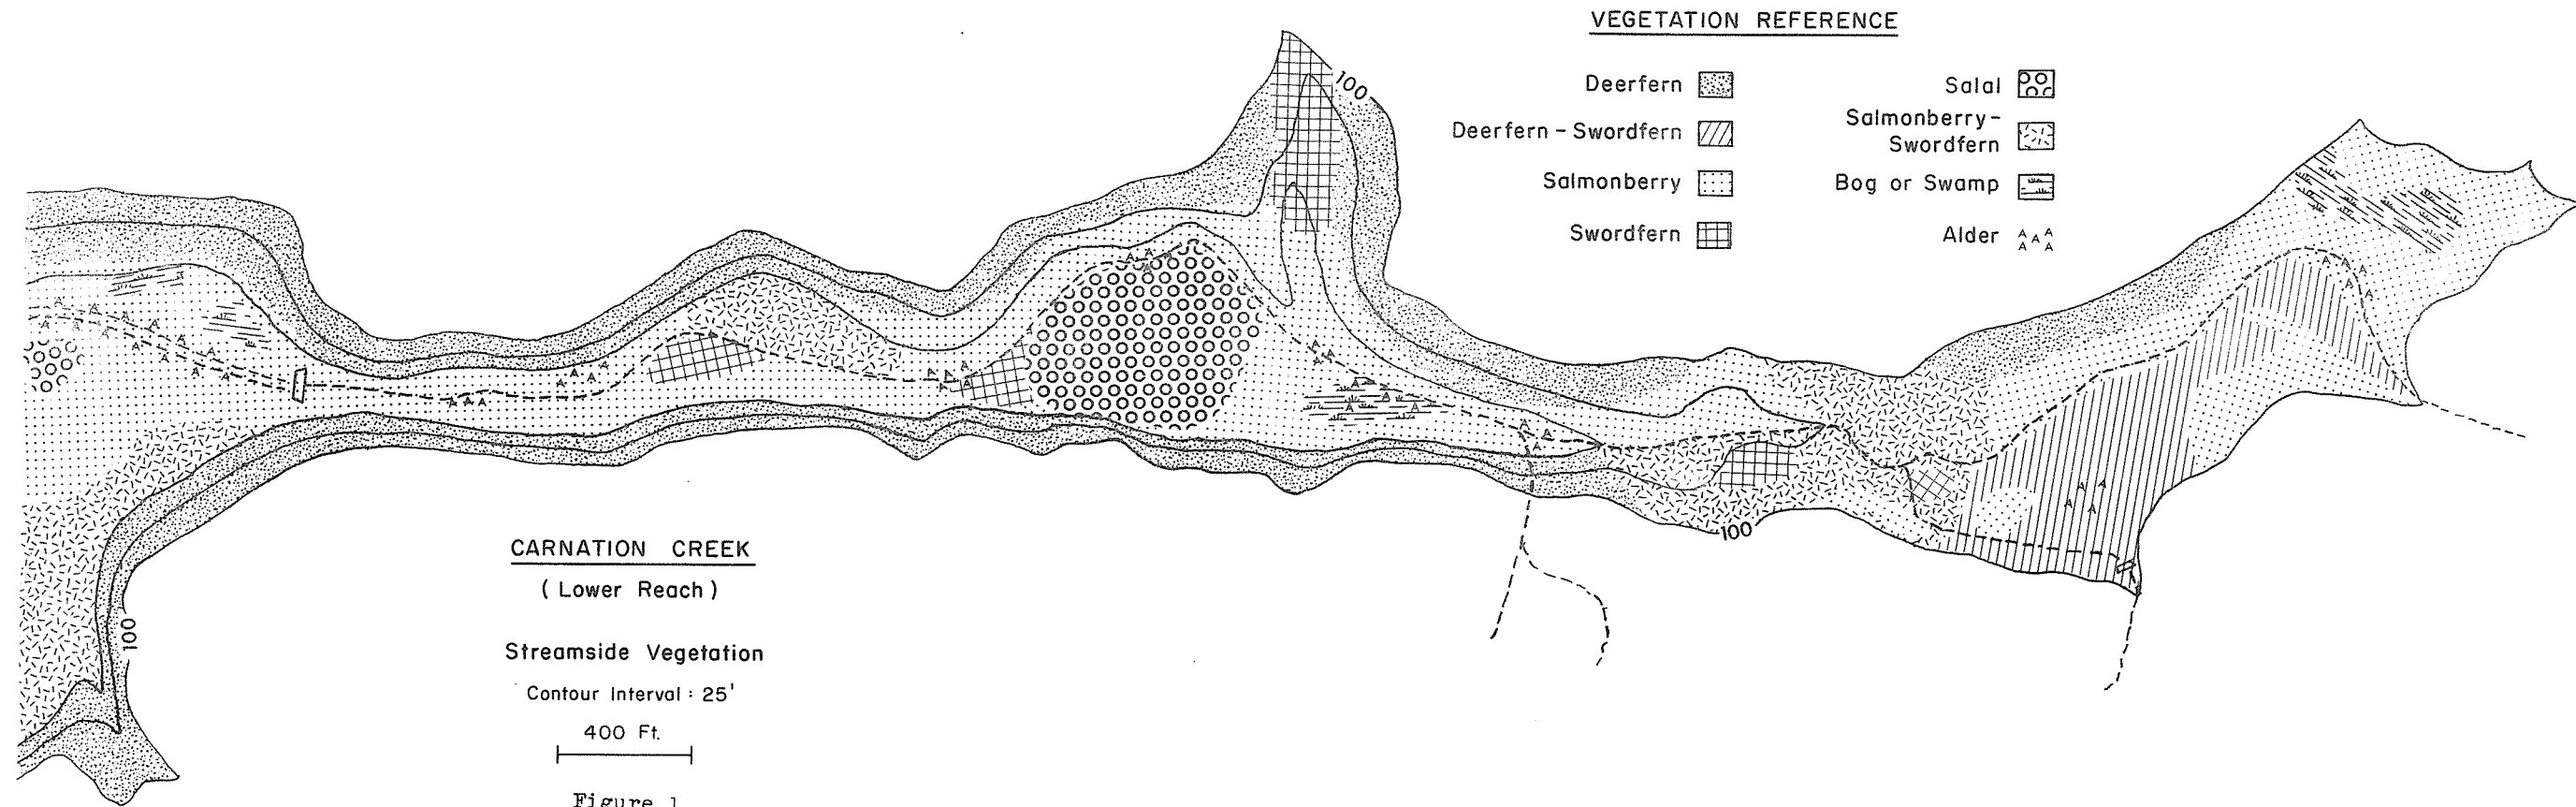 VEGETATION REFERENCE
Deerfern
Deerfern - Swordfern
Salmonberry
Swordfern
Salal
Salmonberry-
Swordfern
Bog or Swamp
Alder
100
100
100
CARNATION CREEK
( Lower Reach )
Streamside Vegetation
Contour Interval : 25'
400 Ft.
Figure 1